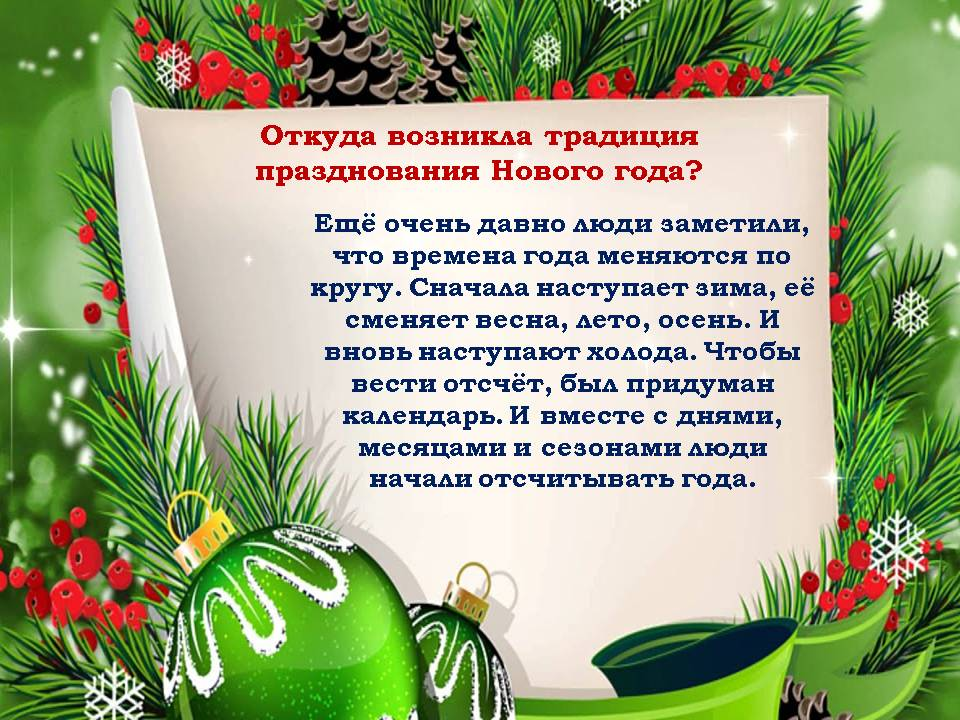 Откуда возникла традиция
празднования Нового года?
Ещё очень давно люди заметили,
что времена года меняются по
кругу. Сначала наступает зима, её
сменяет весна, лето, осень. И
вновь наступают холода. Чтобы
вести отсчёт, был придуман
календарь. И вместе с днями,
месяцами и сезонами люди
начали отсчитывать года.